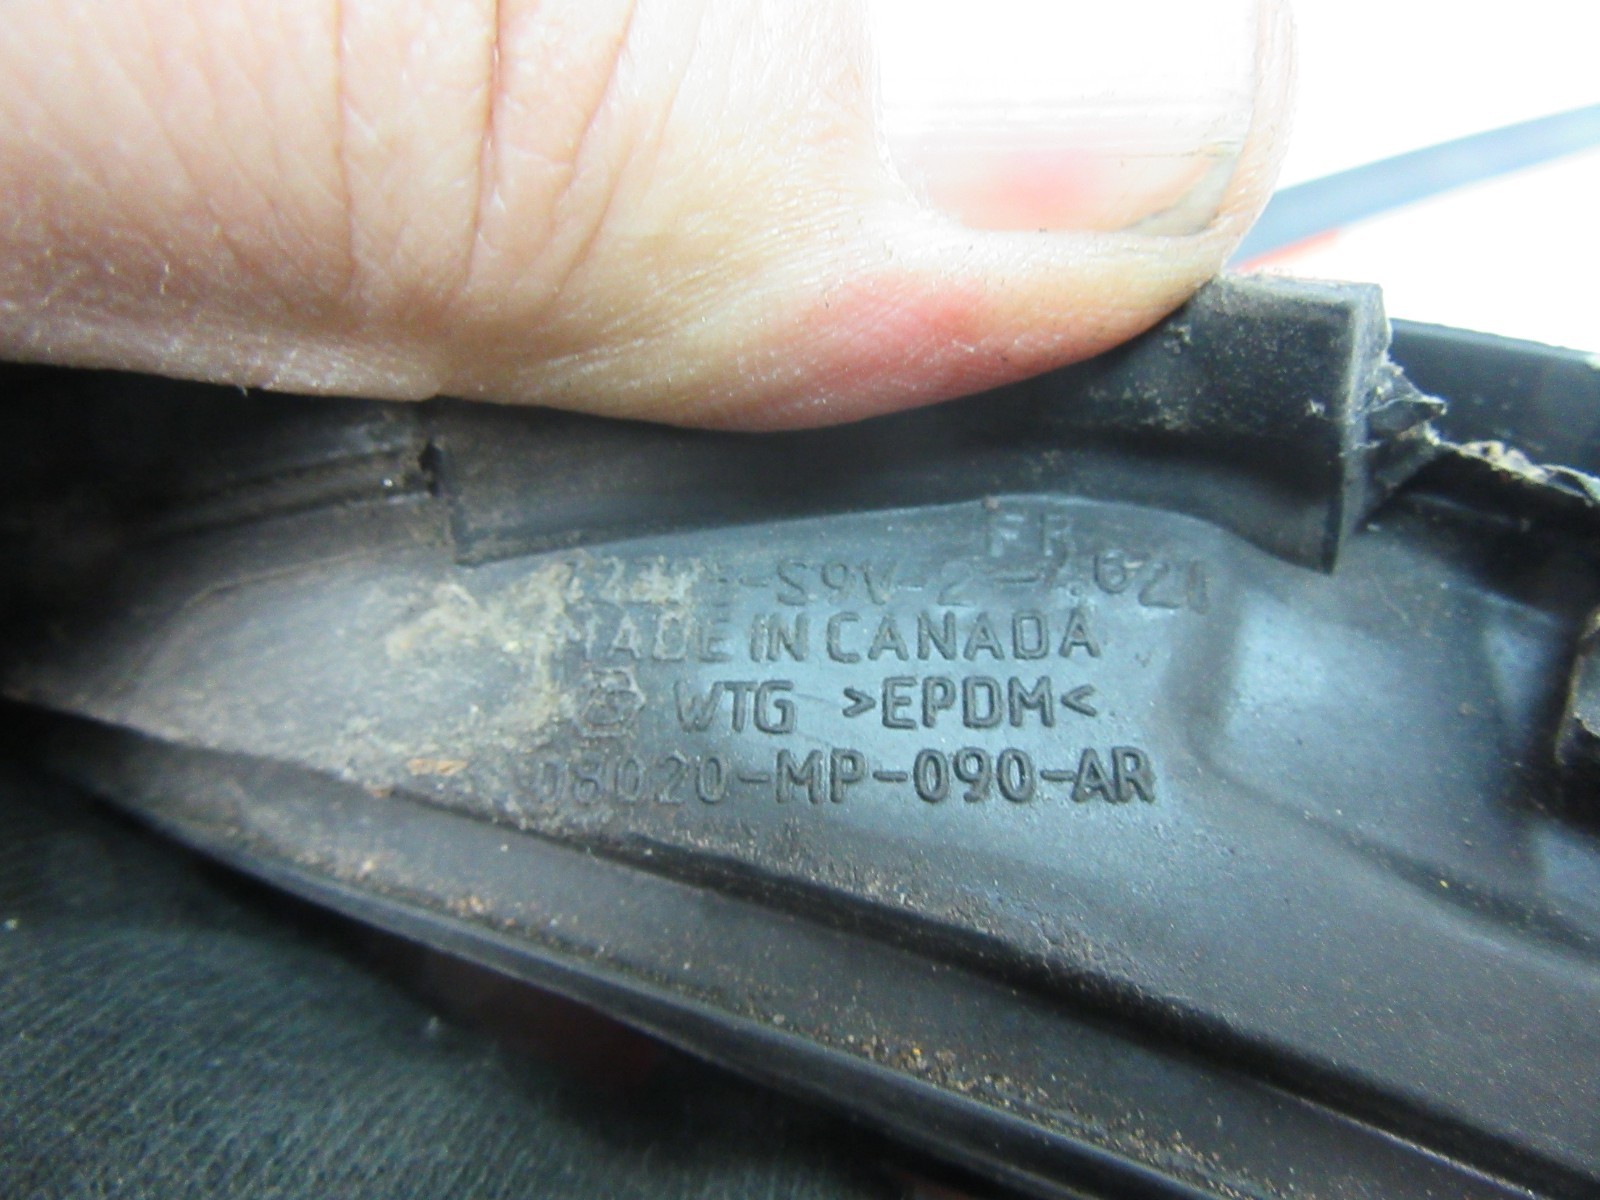 FR
MADE IN CANADA
WTG >EPDM<
08020-MP-090-AR